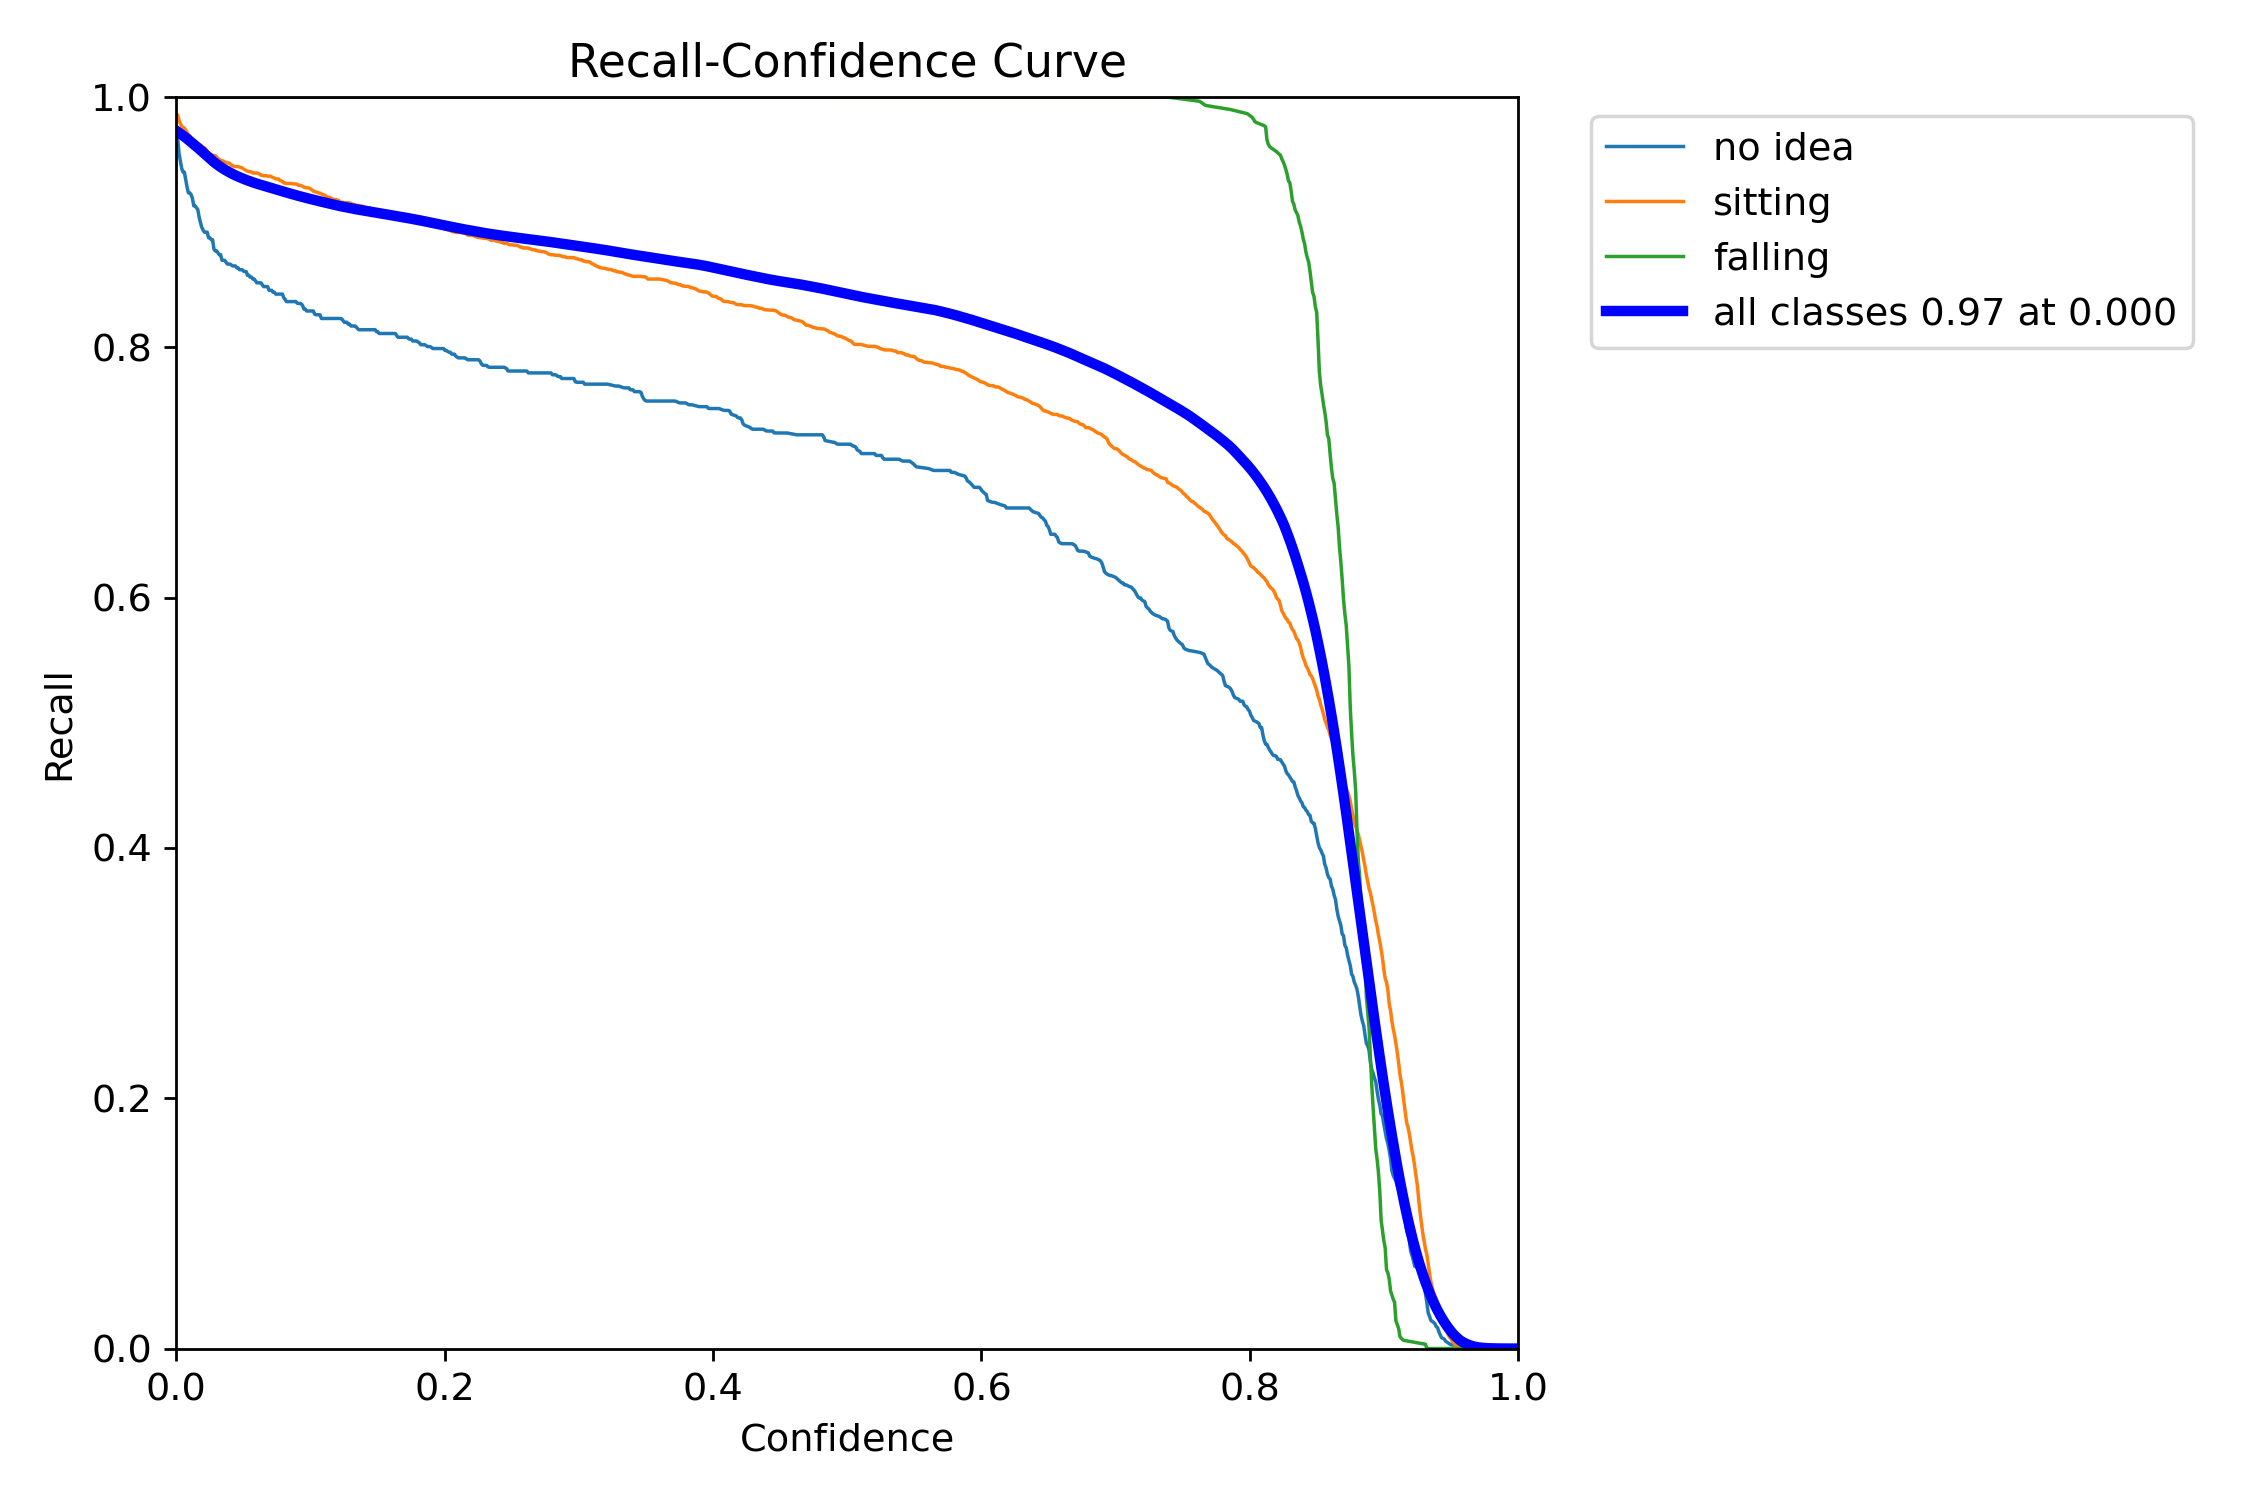 Recall-Confidence Curve
1.0
0.8
0.6
0.4
0.2
0.0
Recall
0.0 0.2 0.4 0.6 0.8 1.0
Confidence
no idea
sitting
falling
all classes 0.97 at 0.000